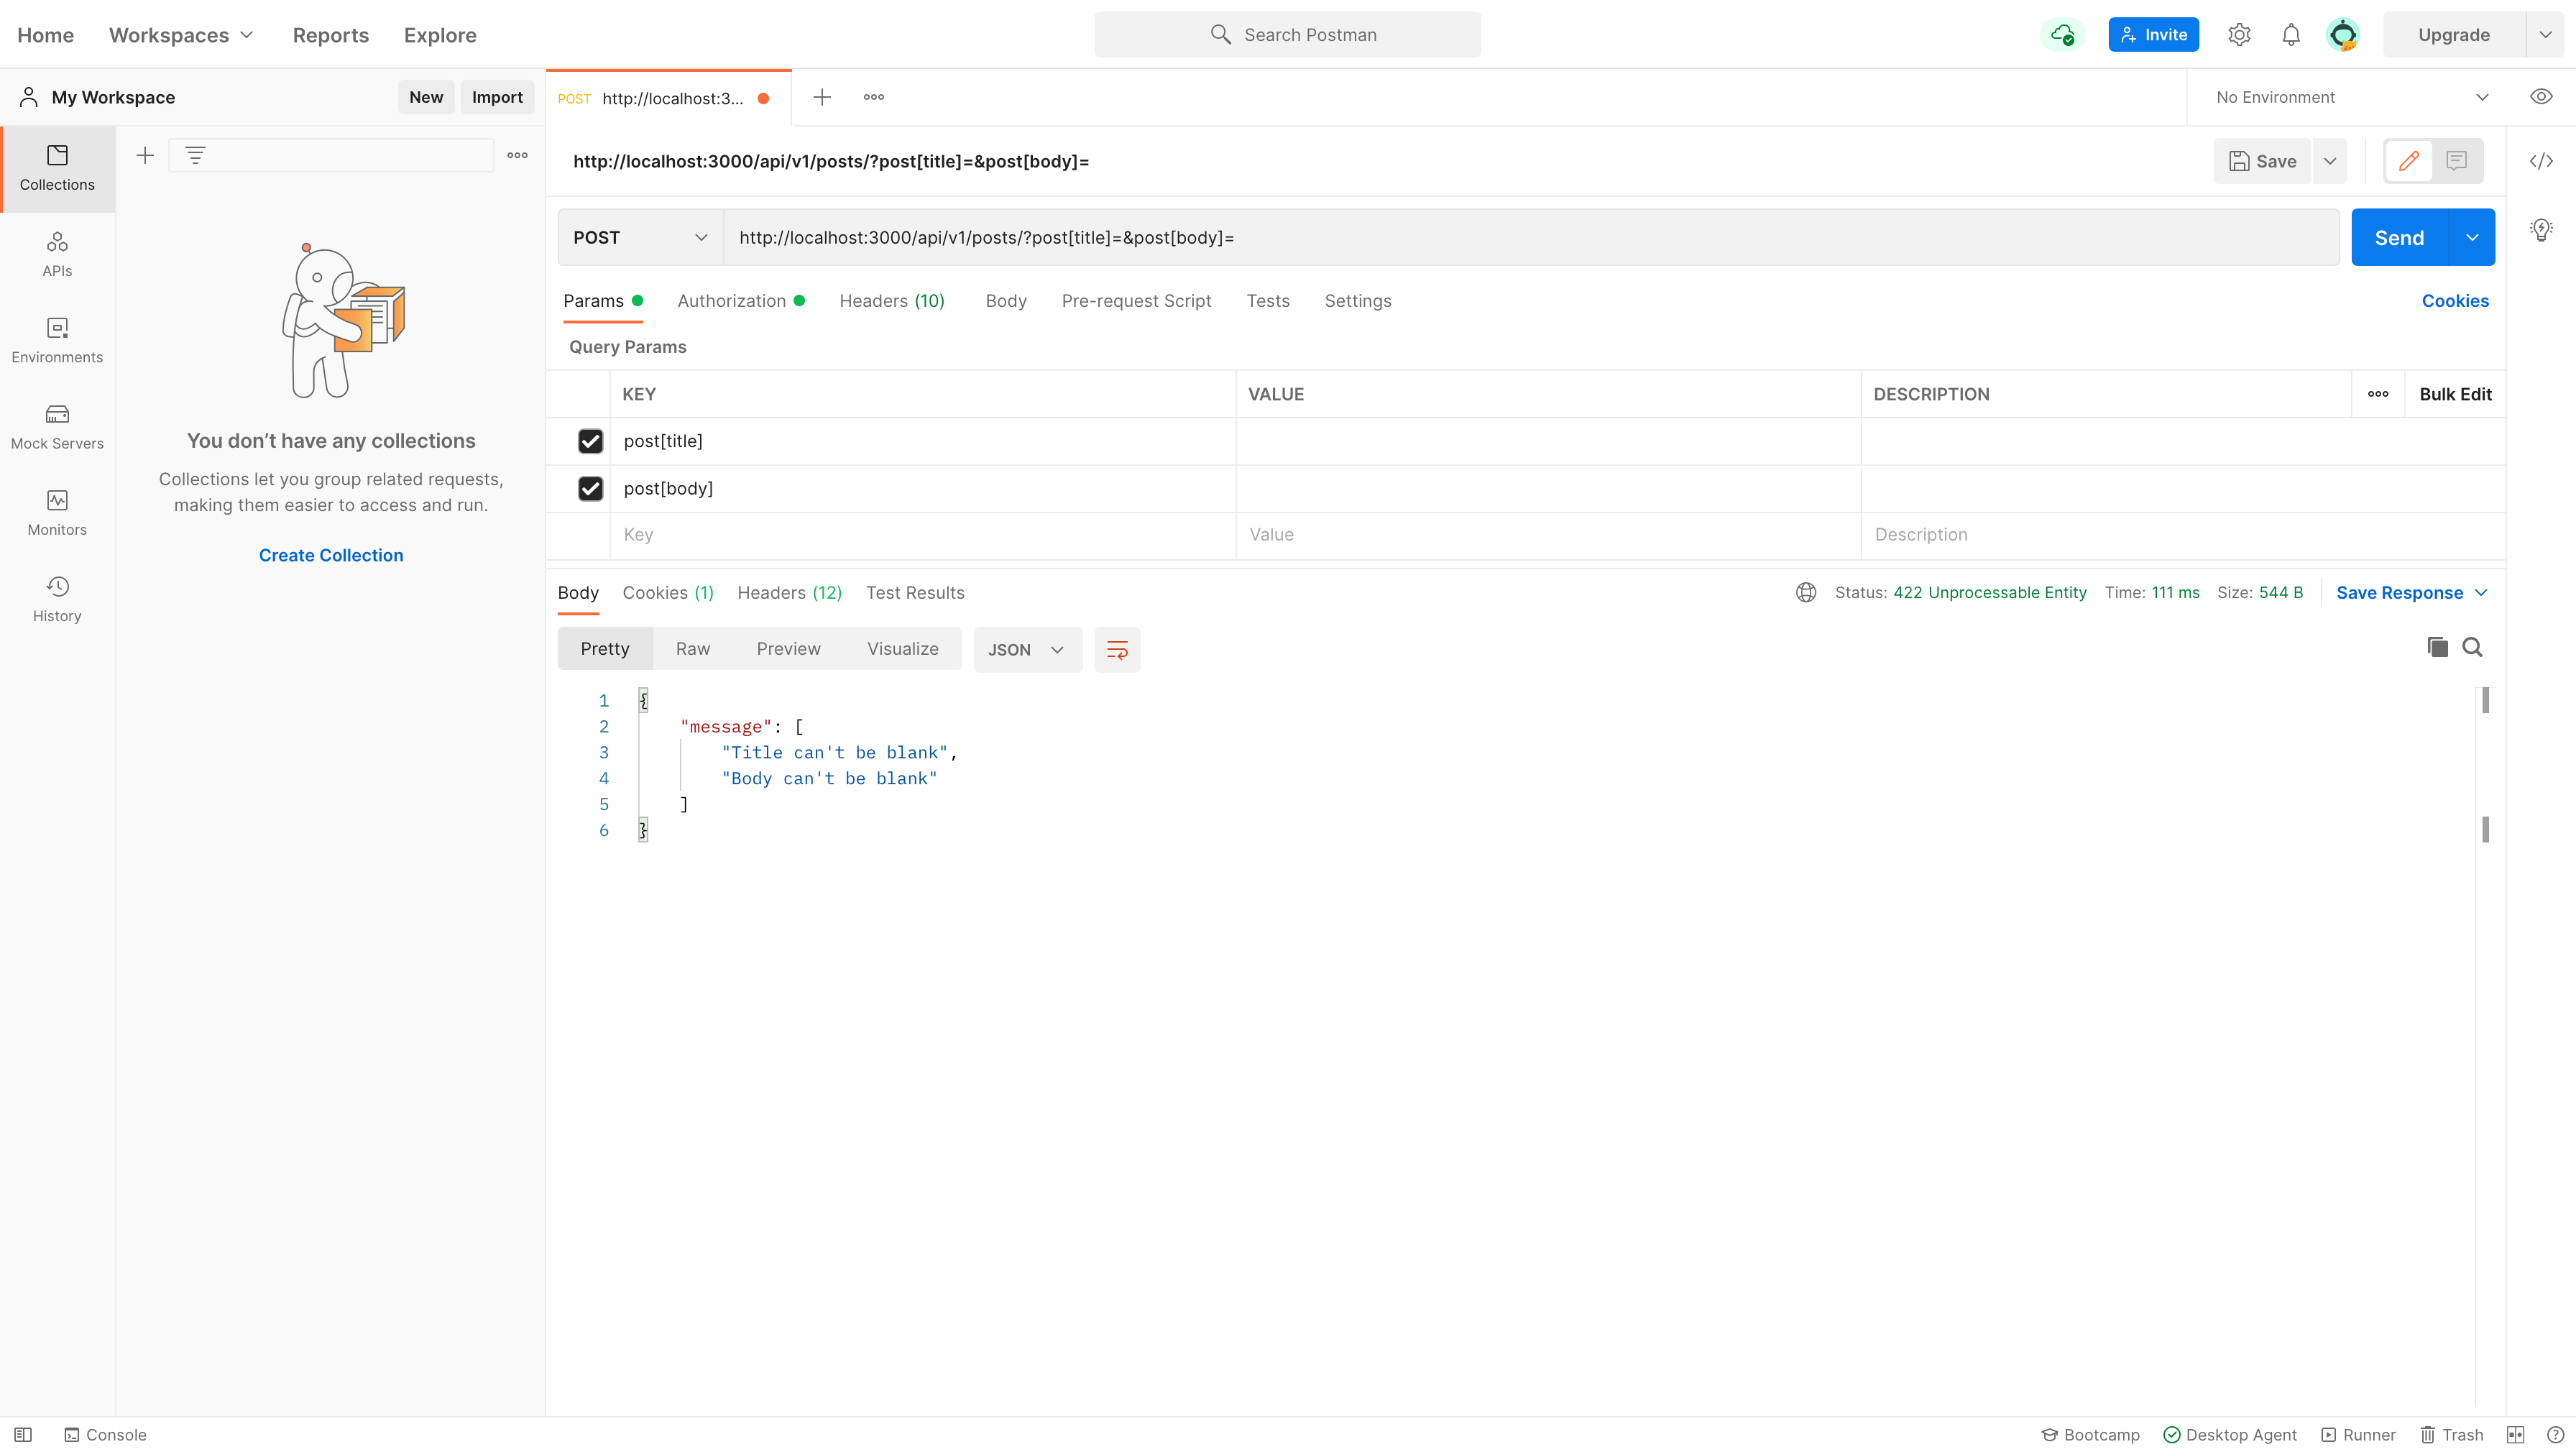 Home Workspaces Reports Explore Search Postman Invite Upgrade
My Workspace New Import POST http://localhost:3... No Environment
Collections
APIs
Environments
Mock Servers
Monitors
History
You don’t have any collections
Collections let you group related requests,
making them easier to access and run.
Create Collection
http://localhost:3000/api/v1/posts/?post[title]=&post[body]= Save
POST http://localhost:3000/api/v1/posts/?post[title]=&post[body]= Send
Params Authorization Headers (10) Body Pre-request Script Tests Settings Cookies
Query Params
KEY VALUE DESCRIPTION Bulk Edit
post[title]
post[body]
Key Value Description
Body Cookies (1) Headers (12) Test Results Status: 422 Unprocessable Entity Time: 111 ms Size: 544 B Save Response
Pretty Raw Preview Visualize JSON
1 {
2 "message": [
3 "Title can't be blank",
4 "Body can't be blank"
5 ]
6 }
Console Bootcamp Desktop Agent Runner Trash